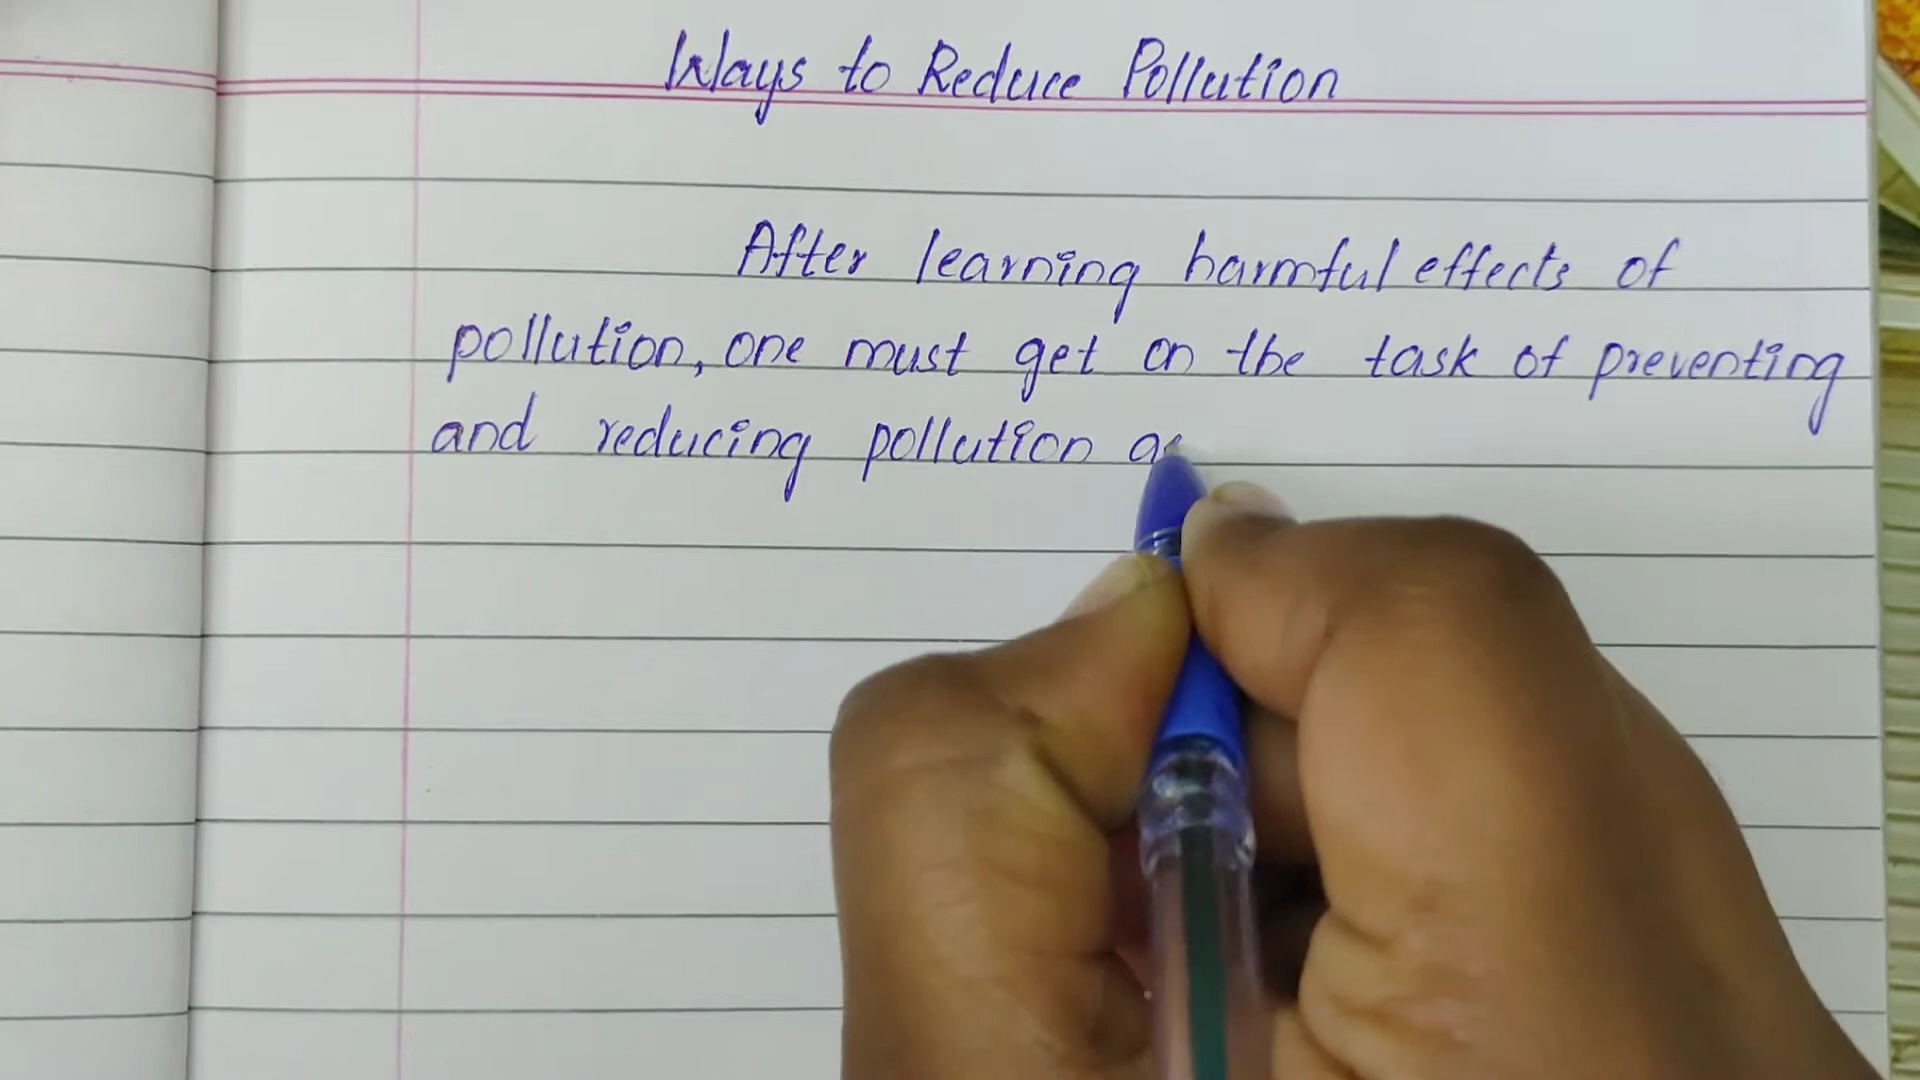 Ways to Reduce Pollution
After learning harmful effects of
pollution, one must get on the task of preventing
and reducing pollution